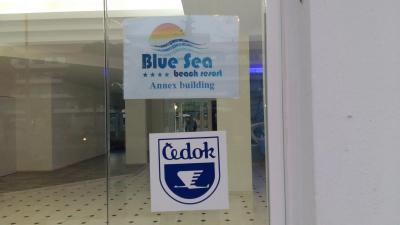 Blue Sea
★★★★ beach resort
Annex building
Čedok